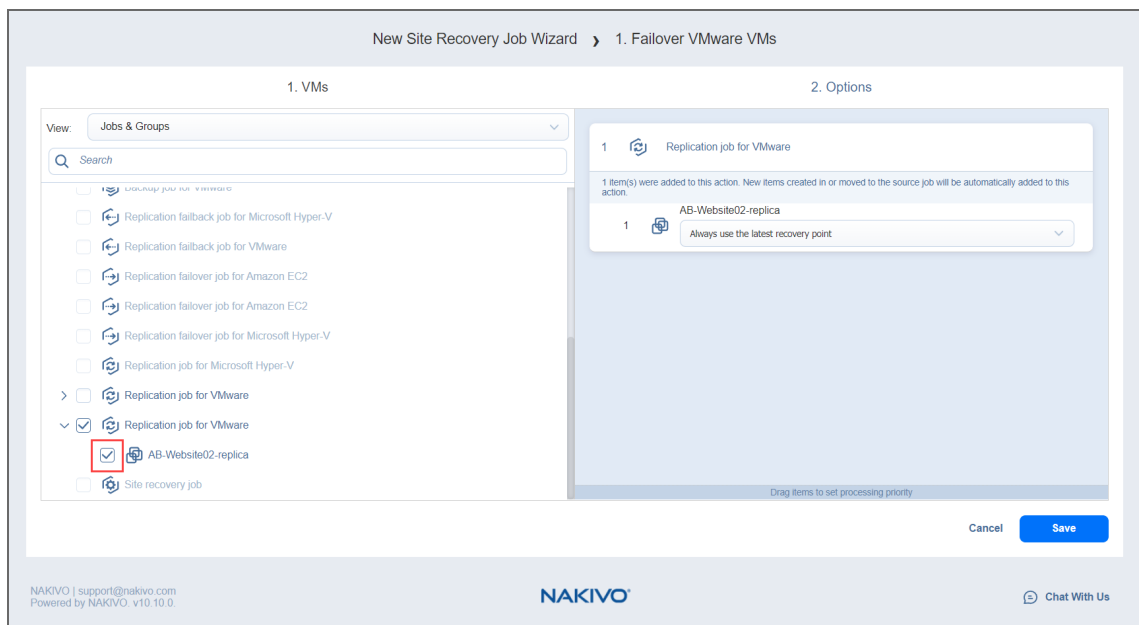 New Site Recovery Job Wizard › 1. Failover VMware VMs
1. VMs
2. Options
View:
Jobs & Groups
Search
Backup job for VMware
Replication failback job for Microsoft Hyper-V
Replication failback job for VMware
Replication failover job for Amazon EC2
Replication failover job for Amazon EC2
Replication failover job for Microsoft Hyper-V
Replication job for Microsoft Hyper-V
Replication job for VMware
Replication job for VMware
AB-Website02-replica
Site recovery job
1 Replication job for VMware
1 item(s) were added to this action. New items created in or moved to the source job will be automatically added to this
action.
AB-Website02-replica
1
Always use the latest recovery point
Drag items to set processing priority
Cancel
Save
NAKIVO | support@nakivo.com
Powered by NAKIVO. v10.10.0.
NAKIVO®
Chat With Us